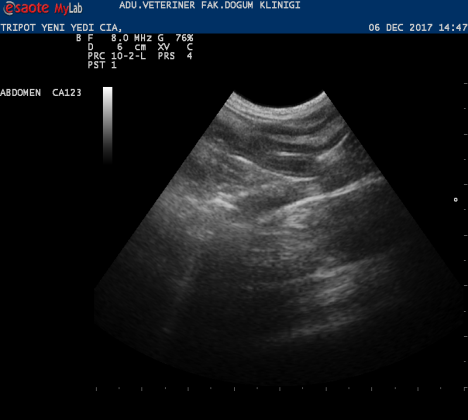 esaote MyLab
ADU.VETERINER FAK.DOGUM KLINIGI
TRIPOT YENI YEDI CIA,
06 DEC 2017 14:47
B F 8.0 MHz G 76%
D 6 cm XV C
PRC 10-2-L PRS 4
PST 1
ABDOMEN CA123